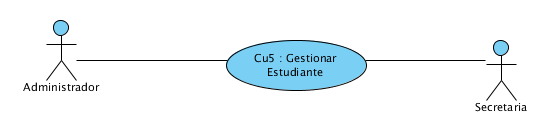 Cu5 : Gestionar
Estudiante
Administrador
Secretaria